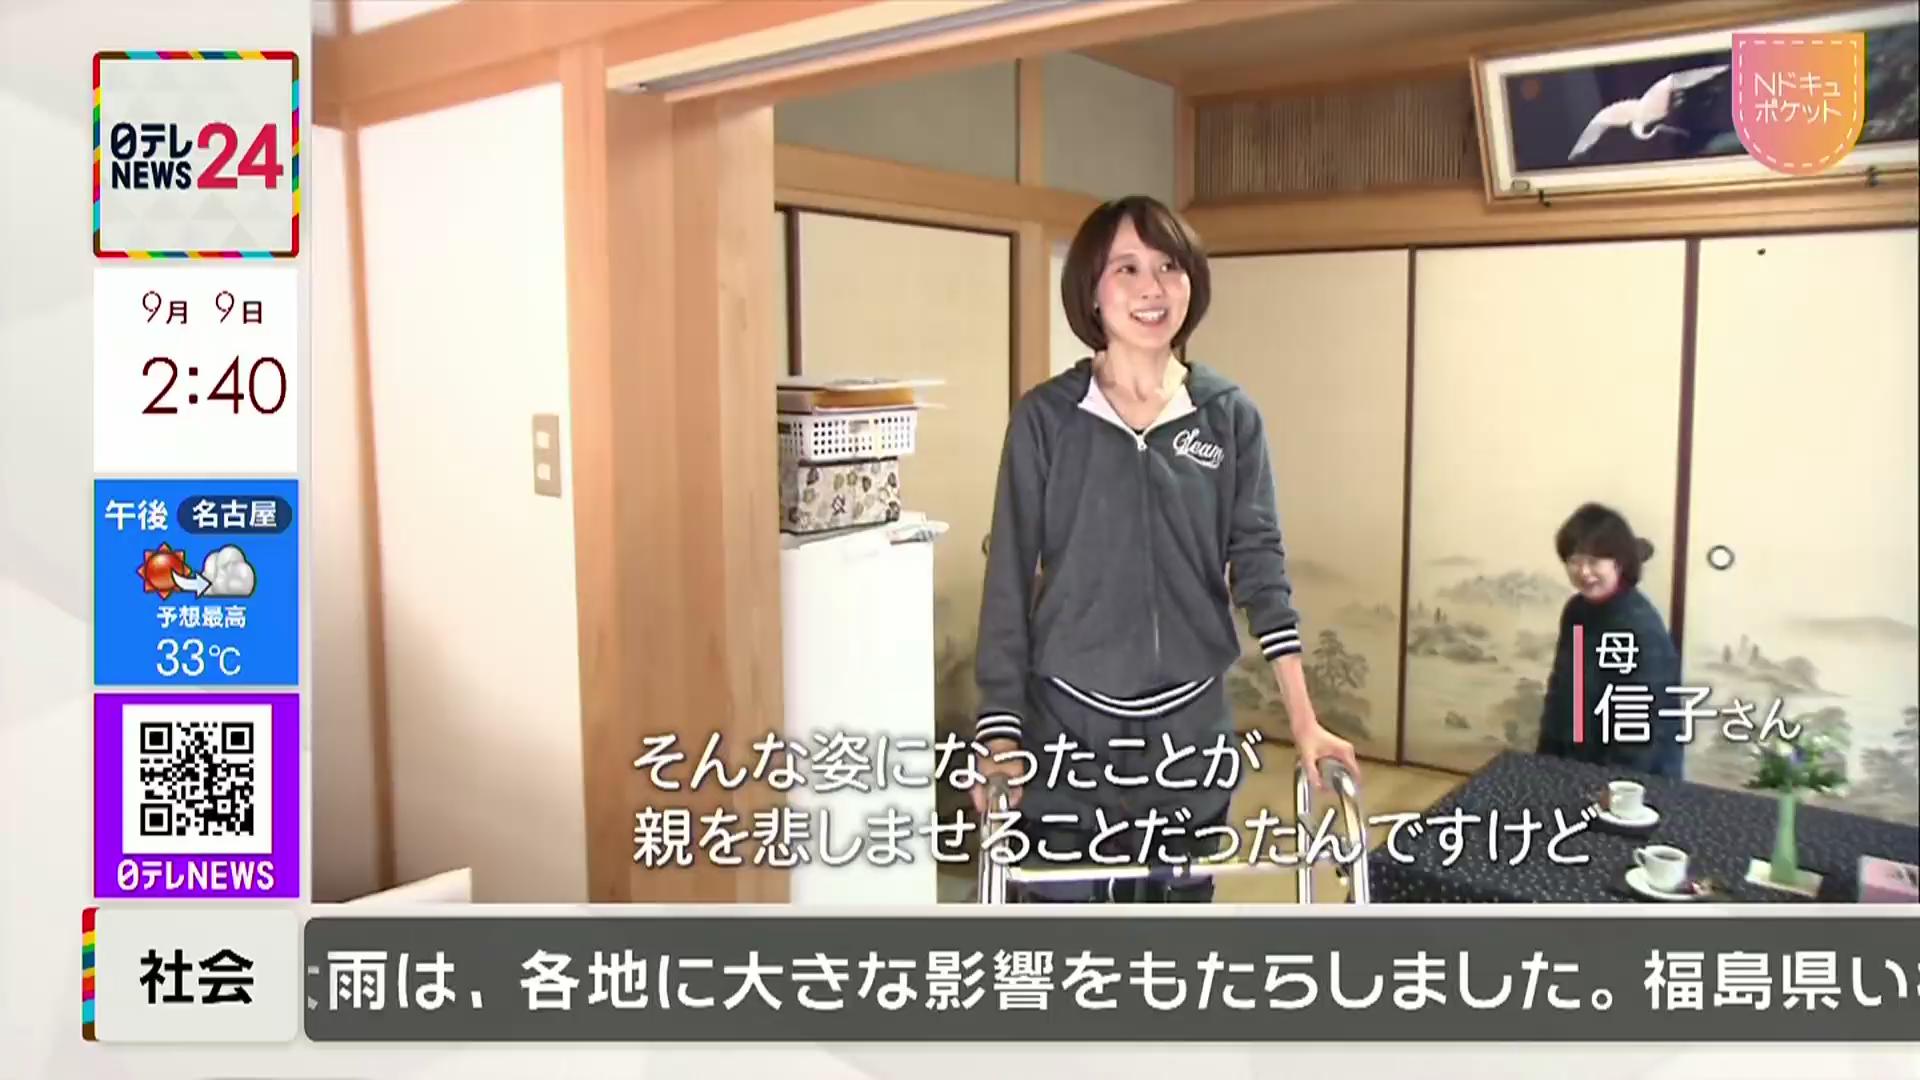 日テレ
NEWS24
9月 9日
2:40
午後 名古屋
予想最高
33℃
日テレNEWS
Nドキュ
ポケット
Gleam
母
信子さん
そんな姿になったことが
親を悲しませることだったんですけど
社会
雨は、各地に大きな影響をもたらしました。福島県い